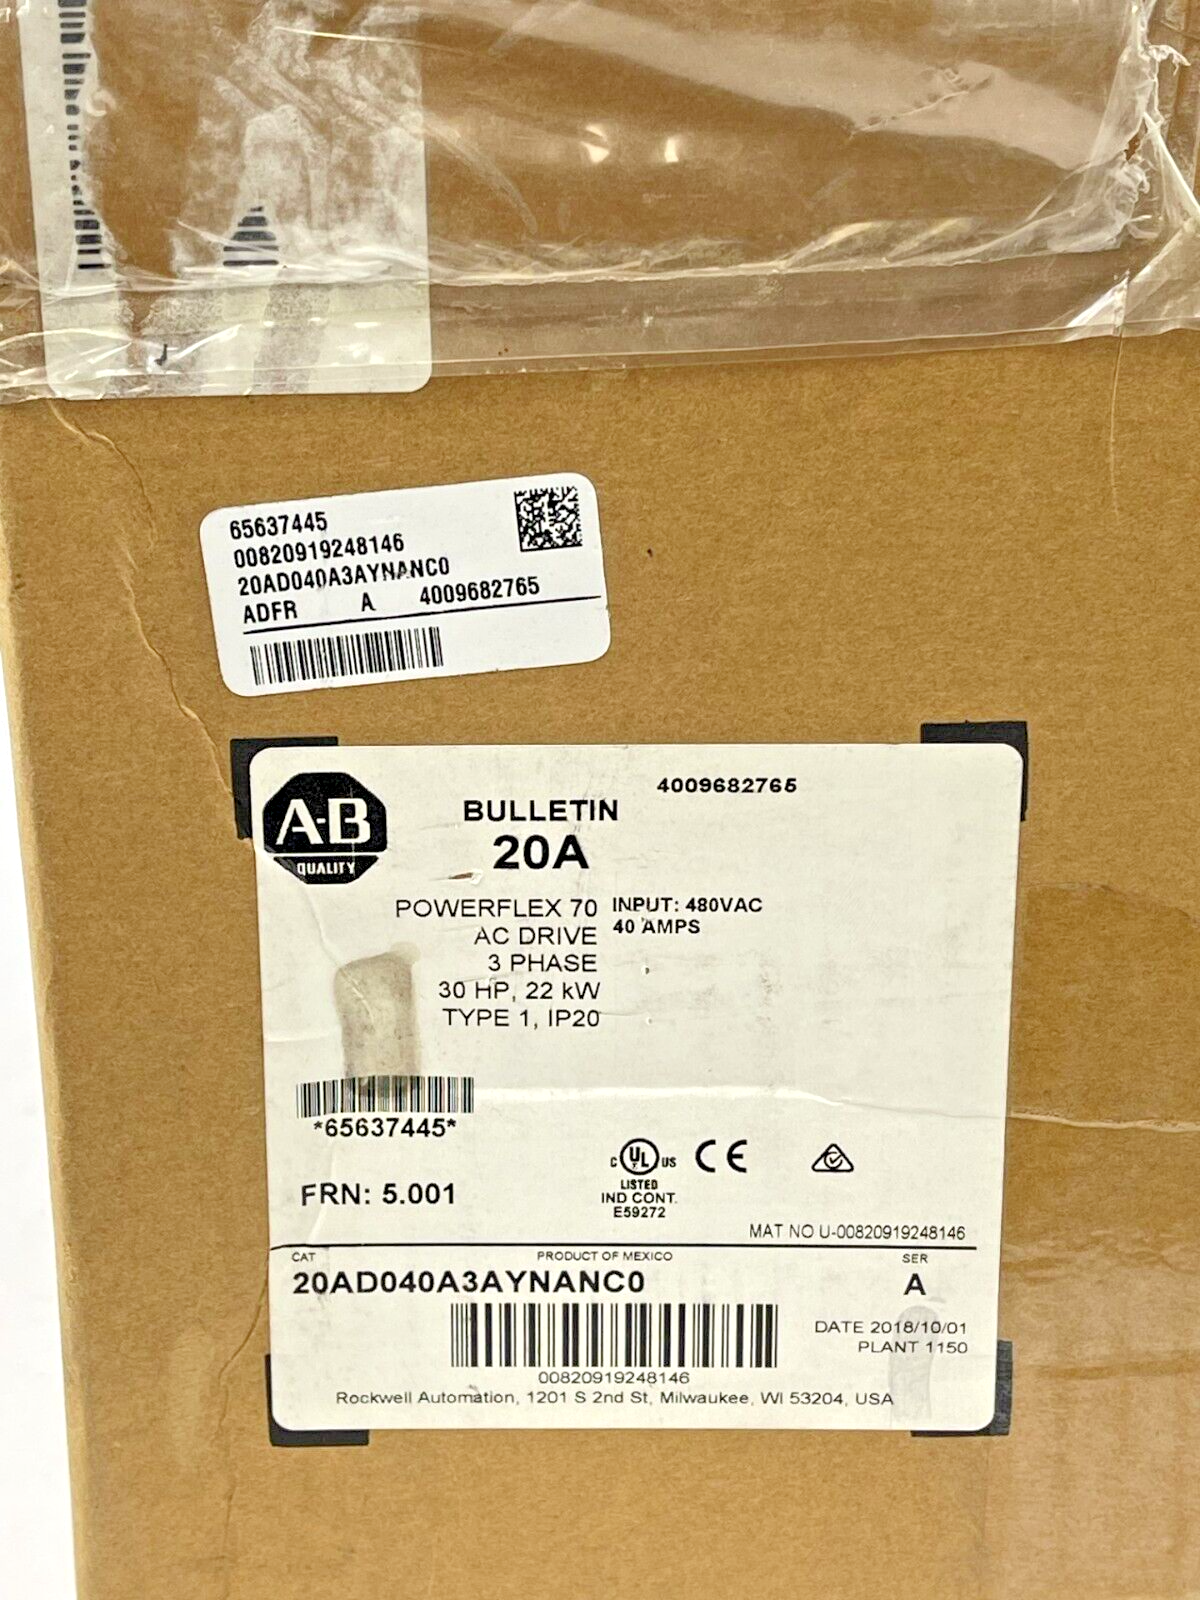 65637445
00820919248146
20AD040A3AYNANC0
ADFR A 4009682765
4009682765
A-B
QUALITY
BULLETIN
20A
POWERFLEX 70
AC DRIVE
3 PHASE
30 HP, 22 kW
TYPE 1, IP20
INPUT: 480VAC
40 AMPS
*65637445*
FRN: 5.001
C UL US
LISTED
IND CONT.
E59272
CE
MAT NO U-00820919248146
CAT PRODUCT OF MEXICO SER
20AD040A3AYNANC0 A
DATE 2018/10/01
PLANT 1150
00820919248146
Rockwell Automation, 1201 S 2nd St, Milwaukee, WI 53204, USA